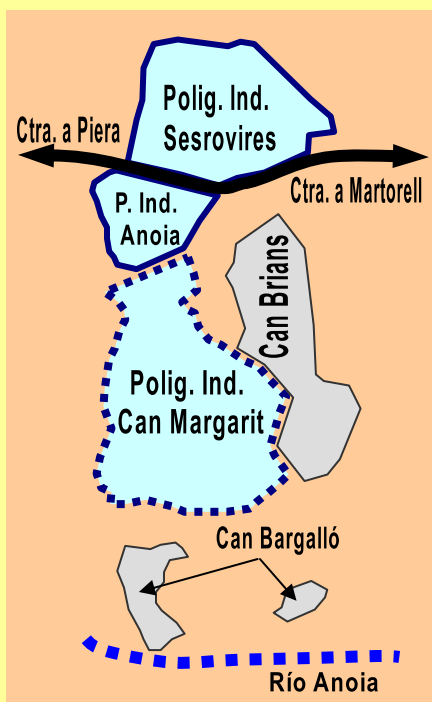 Polig. Ind.
Sesrovires
Ctra. a Piera
Ctra. a Martorell
P. Ind.
Anoia
Can Brians
Polig. Ind.
Can Margarit
Can Bargalló
Río Anoia